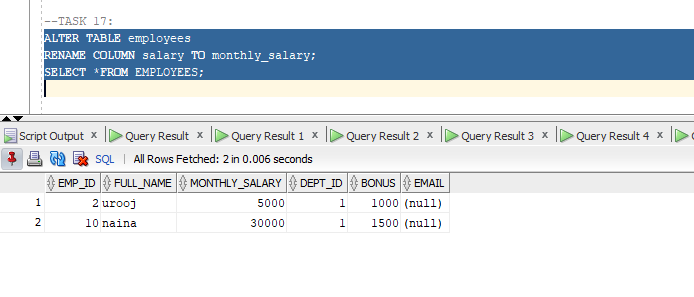 --TASK 17:
ALTER TABLE employees
RENAME COLUMN salary TO monthly_salary;
SELECT *FROM EMPLOYEES;
Script Output x Query Result x Query Result 1 x Query Result 2 x Query Result 3 x Query Result 4 x
SQL | All Rows Fetched: 2 in 0.006 seconds
EMP_ID FULL_NAME MONTHLY_SALARY DEPT_ID BONUS EMAIL
1 2 urooj 5000 1 1000 (null)
2 10 naina 30000 1 1500 (null)